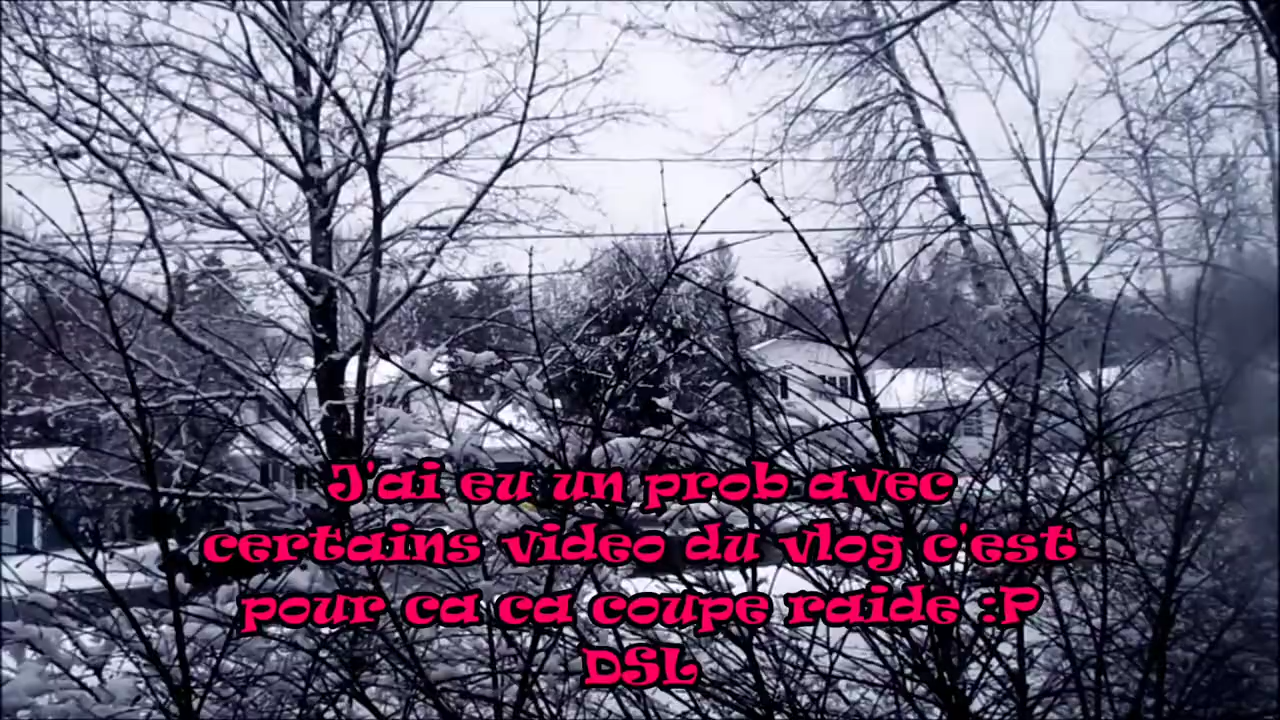 J'ai eu un prob avec
certains video du vlog c'est
pour ca ca coupe raide :P
DSL